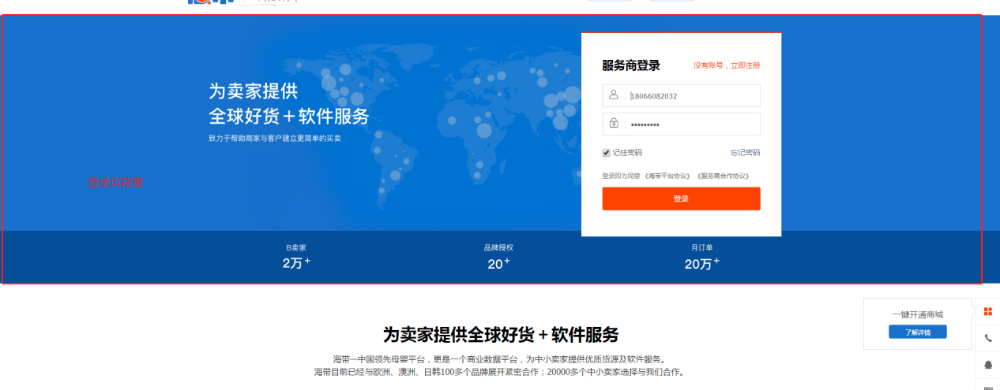 为卖家提供
全球好货+软件服务
致力于帮助商家与客户建立更简单的买卖
登录页背景
服务商登录
没有账号，立即注册
18066082032
•••••••••
记住密码
忘记密码
登录即为同意 《海带平台协议》 《服务商合作协议》
登录
B卖家
2万+
品牌授权
20+
月订单
20万+
为卖家提供全球好货+软件服务
海带一中国领先母婴平台，更是一个商业数据平台，为中小卖家提供优质货源及软件服务。
海带目前已经与欧洲、澳洲、日韩100多个品牌展开紧密合作；20000多个中小卖家选择与我们合作。
一键开通商城
了解详情